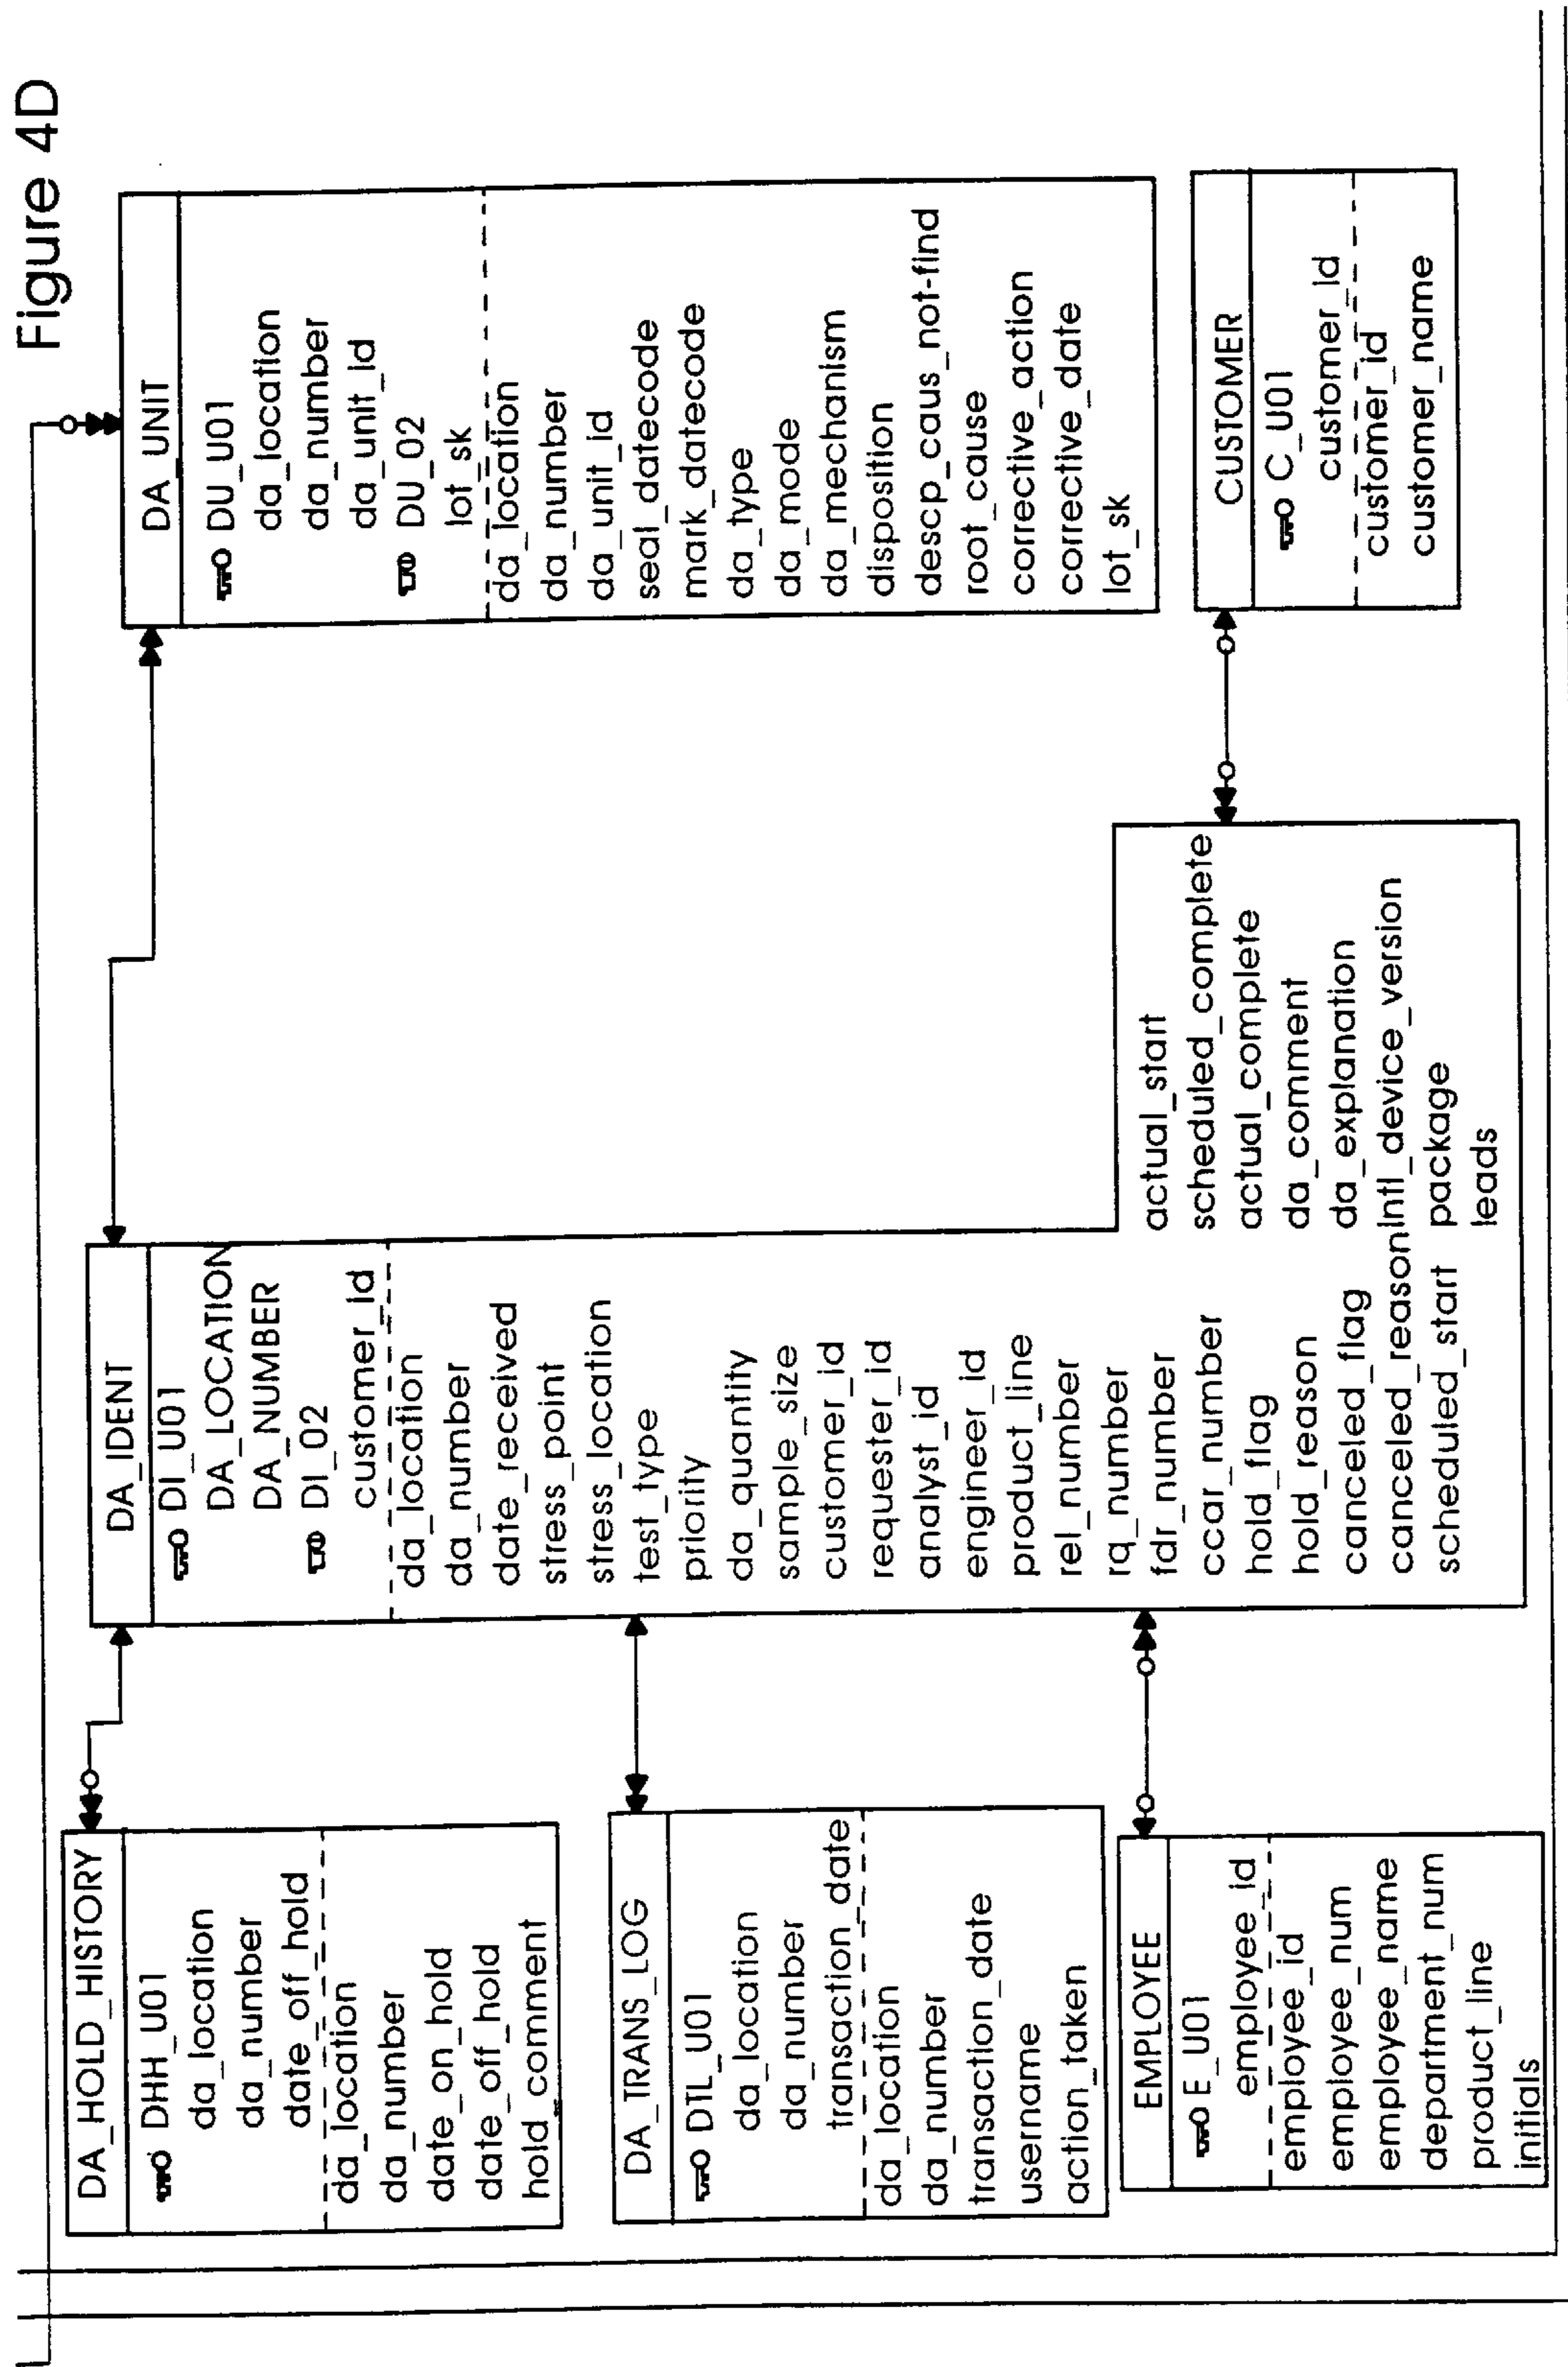 Figure 4D
DA_HOLD_HISTORY
DHH_U01
da_location
da_number
date_off_hold
da_location
da_number
date_on_hold
date_off_hold
hold_comment
DA_TRANS_LOG
DTL_U01
da_location
da_number
transaction_date
da_location
da_number
transaction_date
username
action_taken
EMPLOYEE
E_U01
employee_id
employee_id
employee_num
employee_name
department_num
product_line
initials
DA_IDENT
DI_U01
DA_LOCATION
DA_NUMBER
DI_02
customer_id
da_location
da_number
date_received
stress_point
stress_location
test_type
priority
da_quantity
sample_size
customer_id
requester_id
analyst_id
engineer_id
product_line
rel_number
rq_number
fdr_number
ccar_number
hold_flag
hold_reason
canceled_flag
canceled_reason
scheduled_start
actual_start
scheduled_complete
actual_complete
da_comment
da_explanation
intl_device_version
package
leads
DA_UNIT
DU_U01
da_location
da_number
da_unit_id
DU_02
lot_sk
da_location
da_number
da_unit_id
seal_datecode
mark_datecode
da_type
da_mode
da_mechanism
disposition
descp_caus_not-find
root_cause
corrective_action
corrective_date
lot_sk
CUSTOMER
C_U01
customer_id
customer_id
customer_name